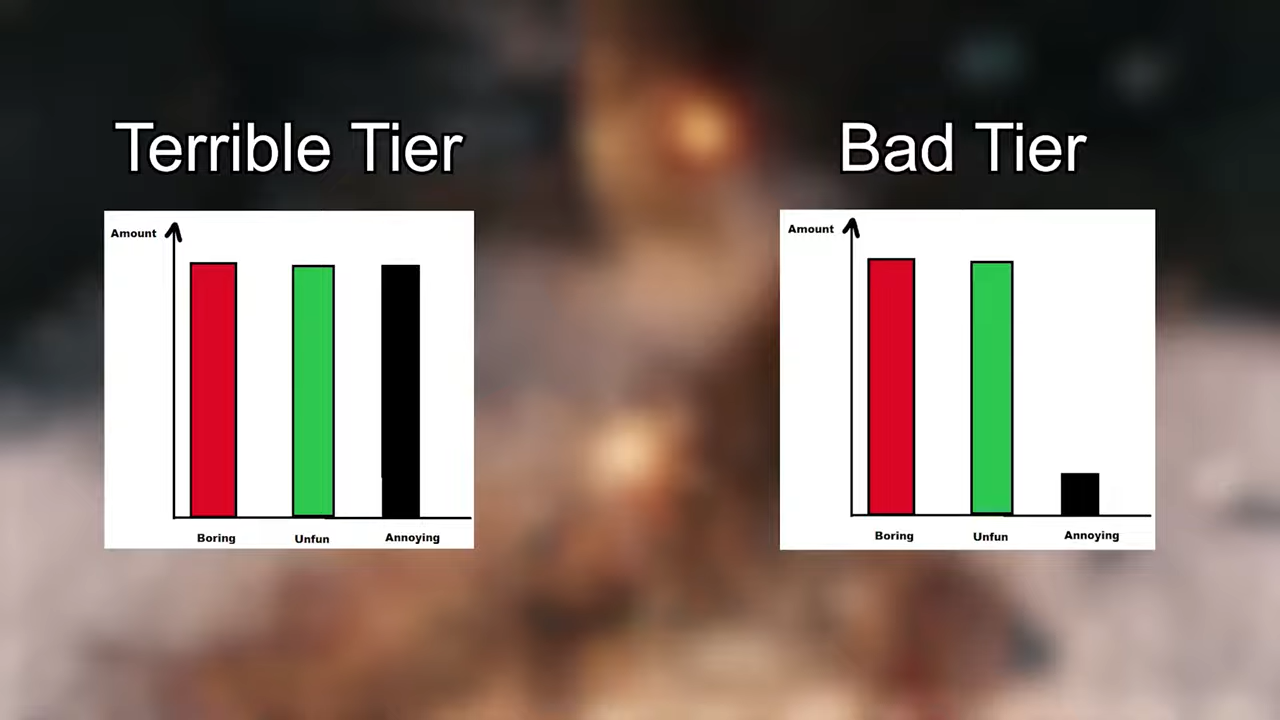 Terrible Tier
Amount
Boring Unfun Annoying
Bad Tier
Amount
Boring Unfun Annoying